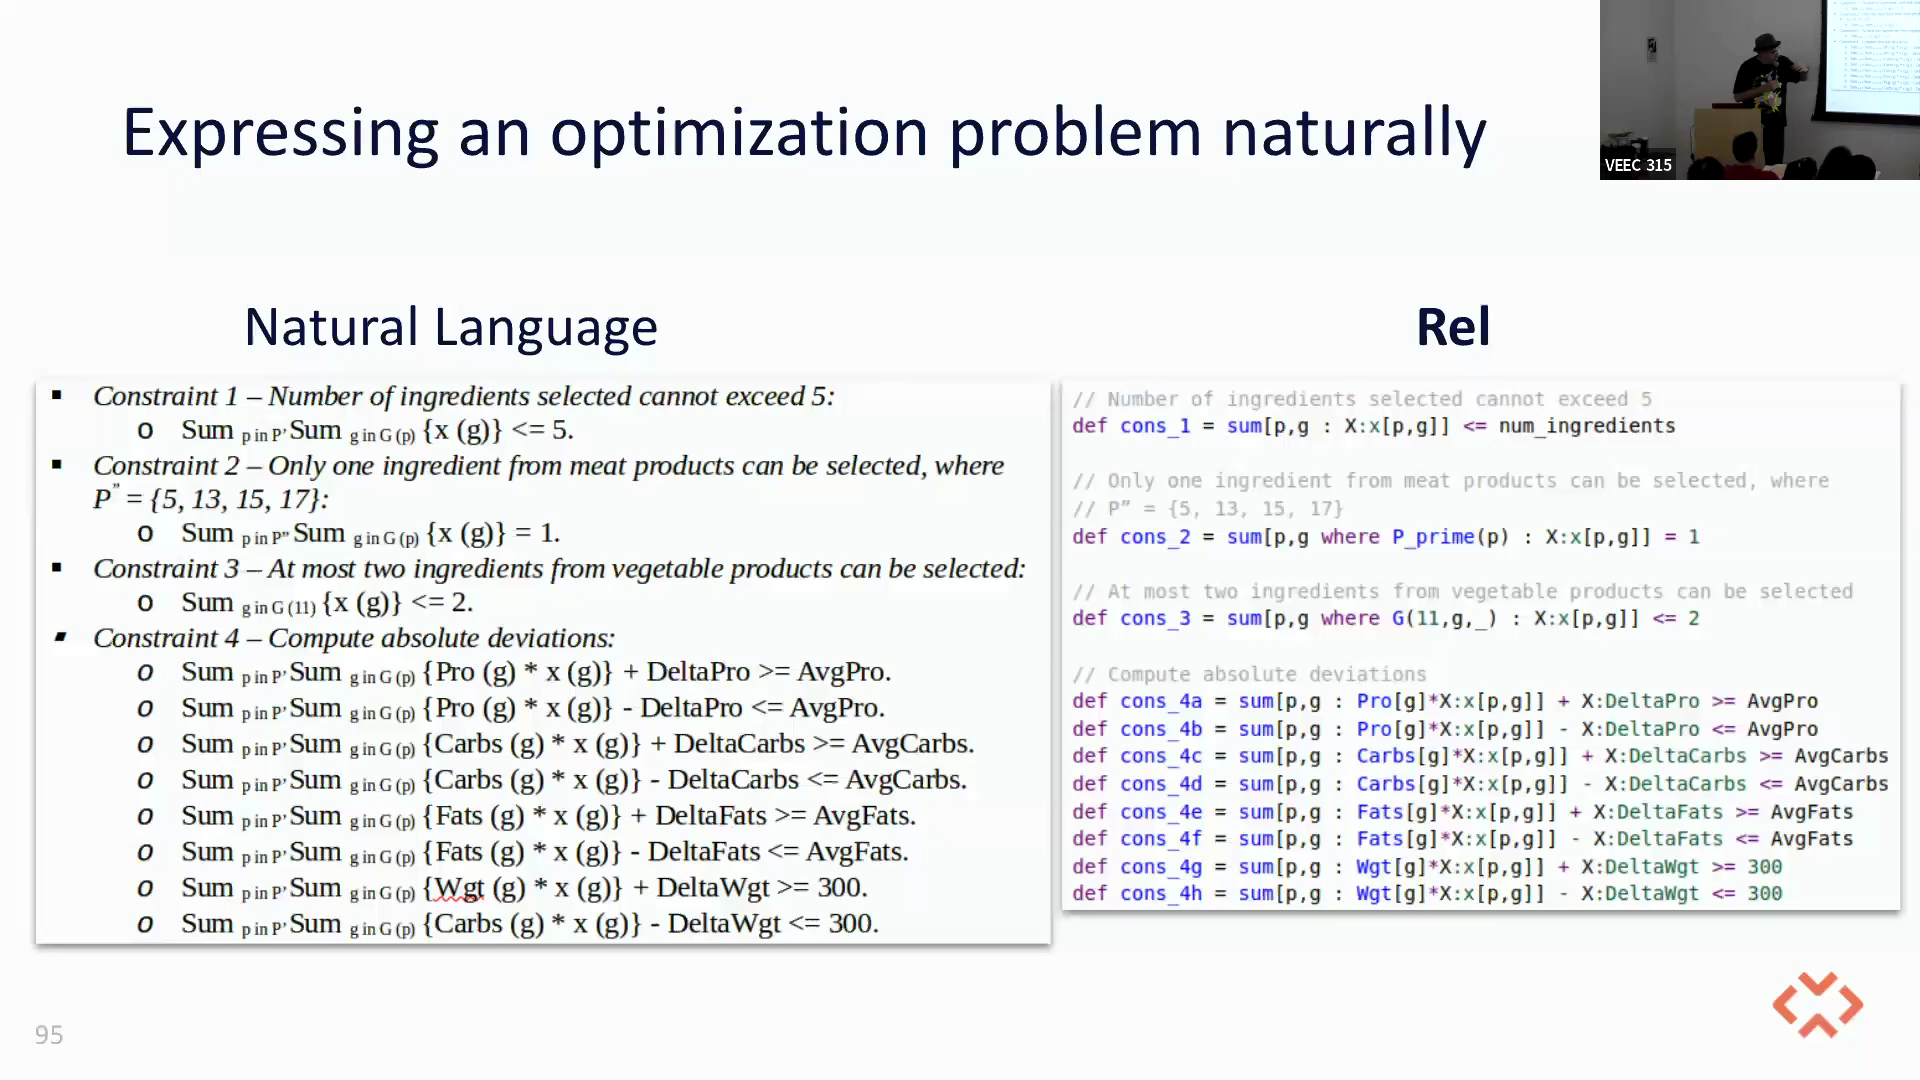 Expressing an optimization problem naturally
VEEC 315
Natural Language
▪ Constraint 1 – Number of ingredients selected cannot exceed 5:
o Sum p in P’ Sum g in G (p) {x (g)} <= 5.
▪ Constraint 2 – Only one ingredient from meat products can be selected, where
P” = {5, 13, 15, 17}:
o Sum p in P” Sum g in G (p) {x (g)} = 1.
▪ Constraint 3 – At most two ingredients from vegetable products can be selected:
o Sum g in G (11) {x (g)} <= 2.
▪ Constraint 4 – Compute absolute deviations:
o Sum p in P’ Sum g in G (p) {Pro (g) * x (g)} + DeltaPro >= AvgPro.
o Sum p in P’ Sum g in G (p) {Pro (g) * x (g)} - DeltaPro <= AvgPro.
o Sum p in P’ Sum g in G (p) {Carbs (g) * x (g)} + DeltaCarbs >= AvgCarbs.
o Sum p in P’ Sum g in G (p) {Carbs (g) * x (g)} - DeltaCarbs <= AvgCarbs.
o Sum p in P’ Sum g in G (p) {Fats (g) * x (g)} + DeltaFats >= AvgFats.
o Sum p in P’ Sum g in G (p) {Fats (g) * x (g)} - DeltaFats <= AvgFats.
o Sum p in P’ Sum g in G (p) {Wgt (g) * x (g)} + DeltaWgt >= 300.
o Sum p in P’ Sum g in G (p) {Carbs (g) * x (g)} - DeltaWgt <= 300.
Rel
// Number of ingredients selected cannot exceed 5
def cons_1 = sum[p,g : X:x[p,g]] <= num_ingredients
// Only one ingredient from meat products can be selected, where
// P” = {5, 13, 15, 17}
def cons_2 = sum[p,g where P_prime(p) : X:x[p,g]] = 1
// At most two ingredients from vegetable products can be selected
def cons_3 = sum[p,g where G(11,g,_) : X:x[p,g]] <= 2
// Compute absolute deviations
def cons_4a = sum[p,g : Pro[g]*X:x[p,g]] + X:DeltaPro >= AvgPro
def cons_4b = sum[p,g : Pro[g]*X:x[p,g]] - X:DeltaPro <= AvgPro
def cons_4c = sum[p,g : Carbs[g]*X:x[p,g]] + X:DeltaCarbs >= AvgCarbs
def cons_4d = sum[p,g : Carbs[g]*X:x[p,g]] - X:DeltaCarbs <= AvgCarbs
def cons_4e = sum[p,g : Fats[g]*X:x[p,g]] + X:DeltaFats >= AvgFats
def cons_4f = sum[p,g : Fats[g]*X:x[p,g]] - X:DeltaFats <= AvgFats
def cons_4g = sum[p,g : Wgt[g]*X:x[p,g]] + X:DeltaWgt >= 300
def cons_4h = sum[p,g : Wgt[g]*X:x[p,g]] - X:DeltaWgt <= 300
95